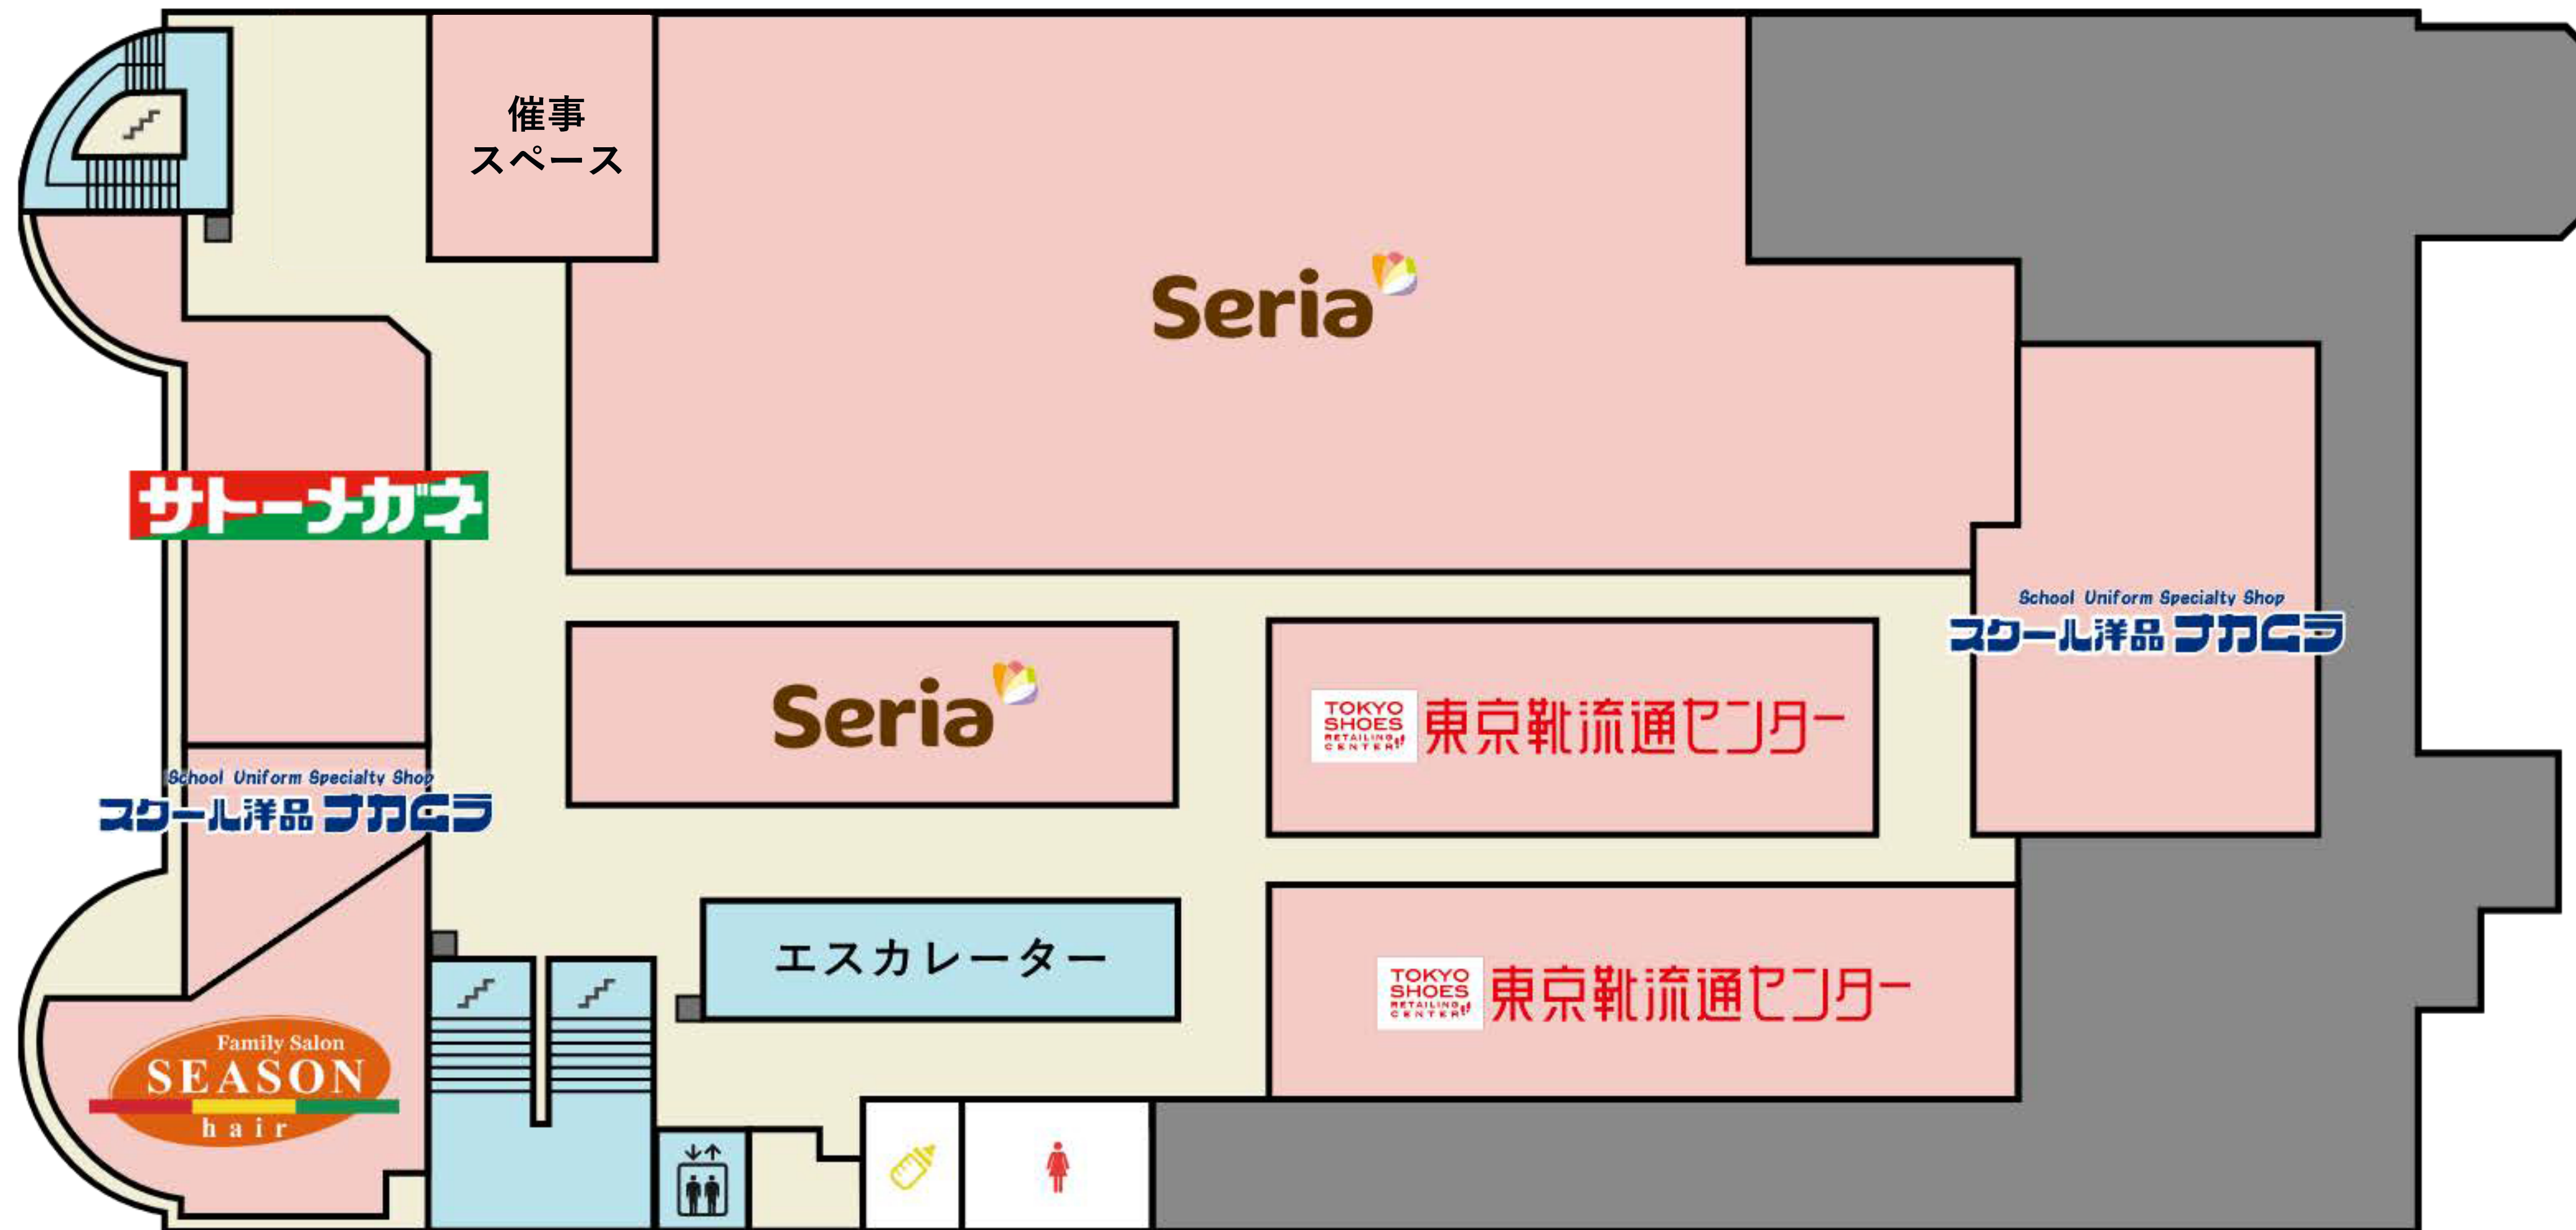 催事
スペース
Seria
サトーメガネ
School Uniform Specialty Shop
スクール洋品 ナカムラ
Seria
TOKYO
SHOES
RETAILING
CENTER
東京靴流通センター
School Uniform Specialty Shop
スクール洋品 ナカムラ
エスカレーター
TOKYO
SHOES
RETAILING
CENTER
東京靴流通センター
Family Salon
SEASON
hair